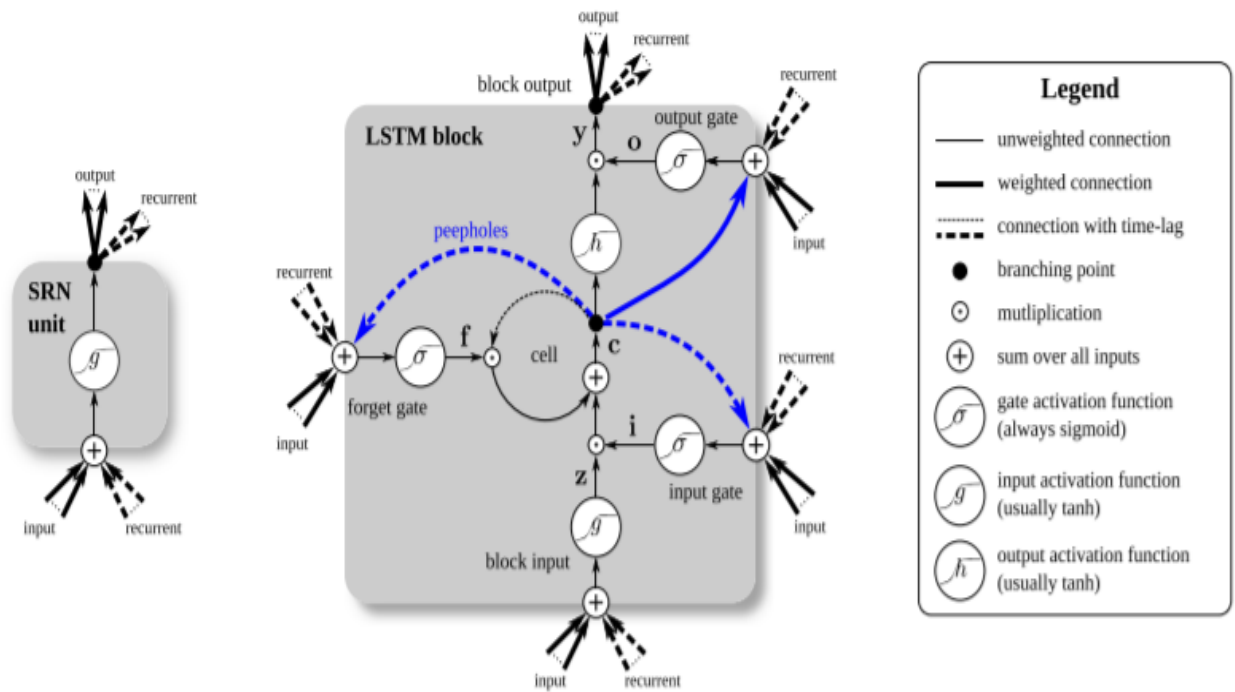 output
recurrent
SRN
unit
g
input
recurrent
output
recurrent
block output
LSTM block
y
o
output gate
σ
recurrent
input
h
peepholes
recurrent
f
σ
cell
c
forget gate
input
recurrent
i
σ
input gate
input
z
g
block input
input
recurrent
Legend
unweighted connection
weighted connection
connection with time-lag
branching point
mutliplication
sum over all inputs
σ
gate activation function
(always sigmoid)
g
input activation function
(usually tanh)
h
output activation function
(usually tanh)